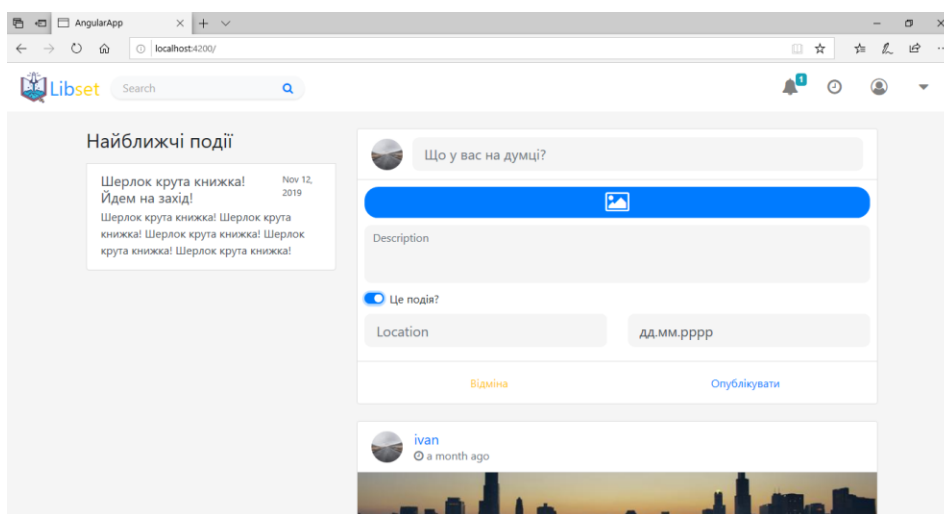 AngularApp
localhost:4200/
Libset
Search
1
Найближчі події
Шерлок крута книжка!
Йдем на захід!
Nov 12,
2019
Шерлок крута книжка! Шерлок крута
книжка! Шерлок крута книжка! Шерлок
крута книжка! Шерлок крута книжка!
Що у вас на думці?
Description
Це подія?
Location
дд.мм.рррр
Відміна
Опублікувати
ivan
a month ago